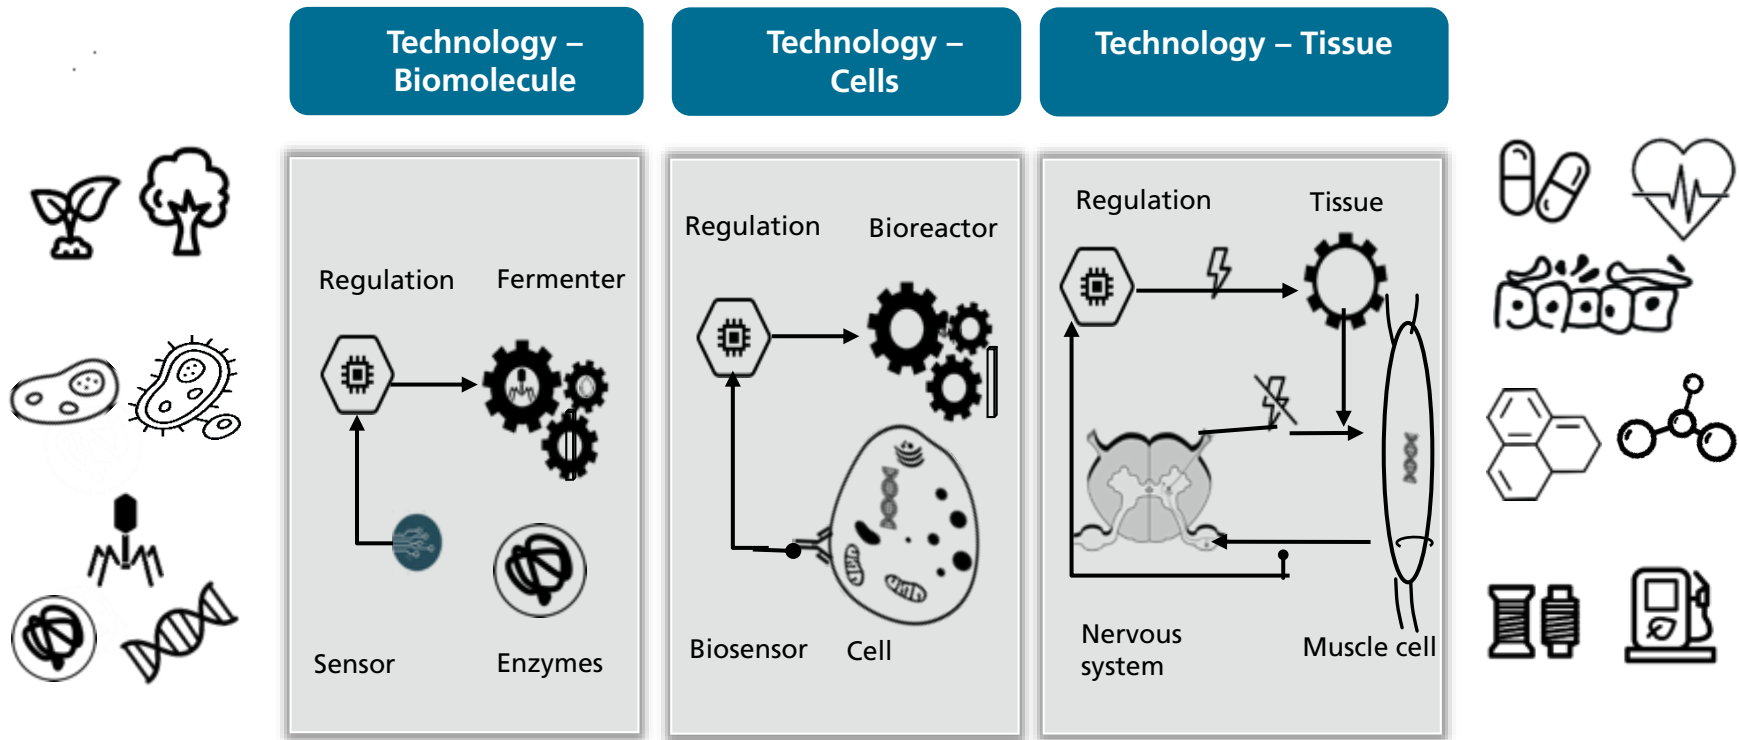 Technology –
Biomolecule
Technology –
Cells
Technology – Tissue
Regulation
Fermenter
Sensor
Enzymes
Regulation
Bioreactor
Biosensor
Cell
Regulation
Tissue
Nervous
system
Muscle cell